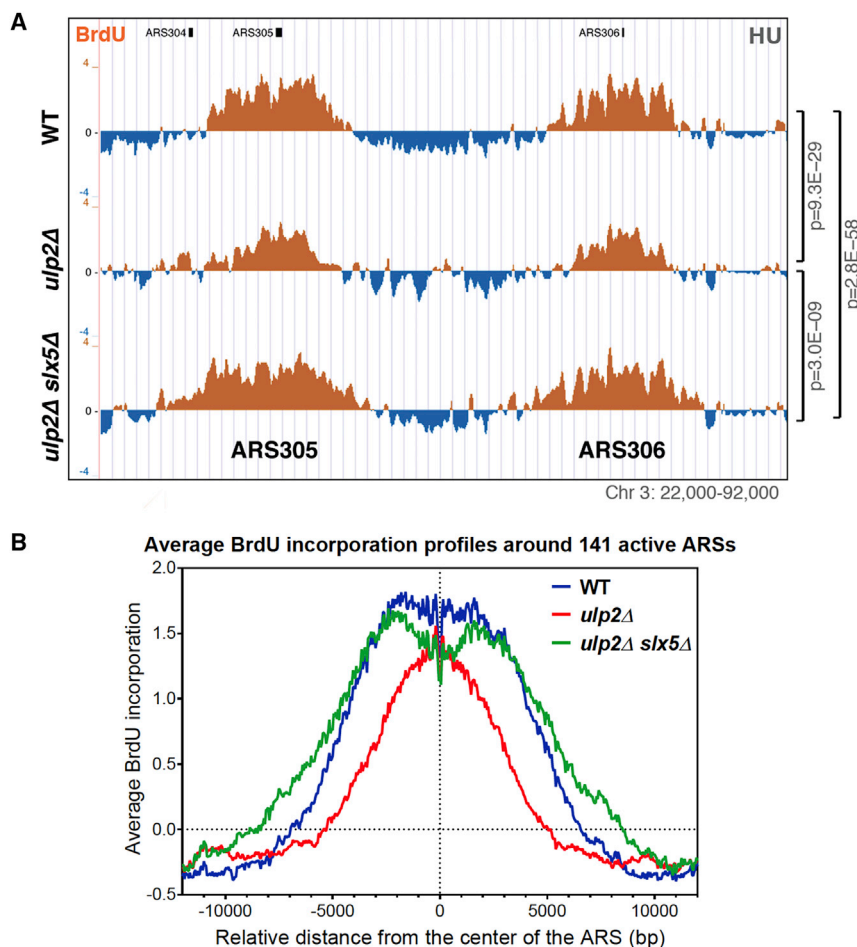 A
BrdU
ARS304
ARS305
ARS306
HU
4
WT
0
-4
4
ulp2Δ
0
-4
4
ulp2Δ slx5Δ
0
-4
ARS305
ARS306
p=9.3E-29
p=3.0E-09
p=2.8E-58
Chr 3: 22,000-92,000
B
Average BrdU incorporation profiles around 141 active ARSs
WT
ulp2Δ
ulp2Δ slx5Δ
Average BrdU incorporation
2.0
1.5
1.0
0.5
0.0
-0.5
-10000
-5000
0
5000
10000
Relative distance from the center of the ARS (bp)